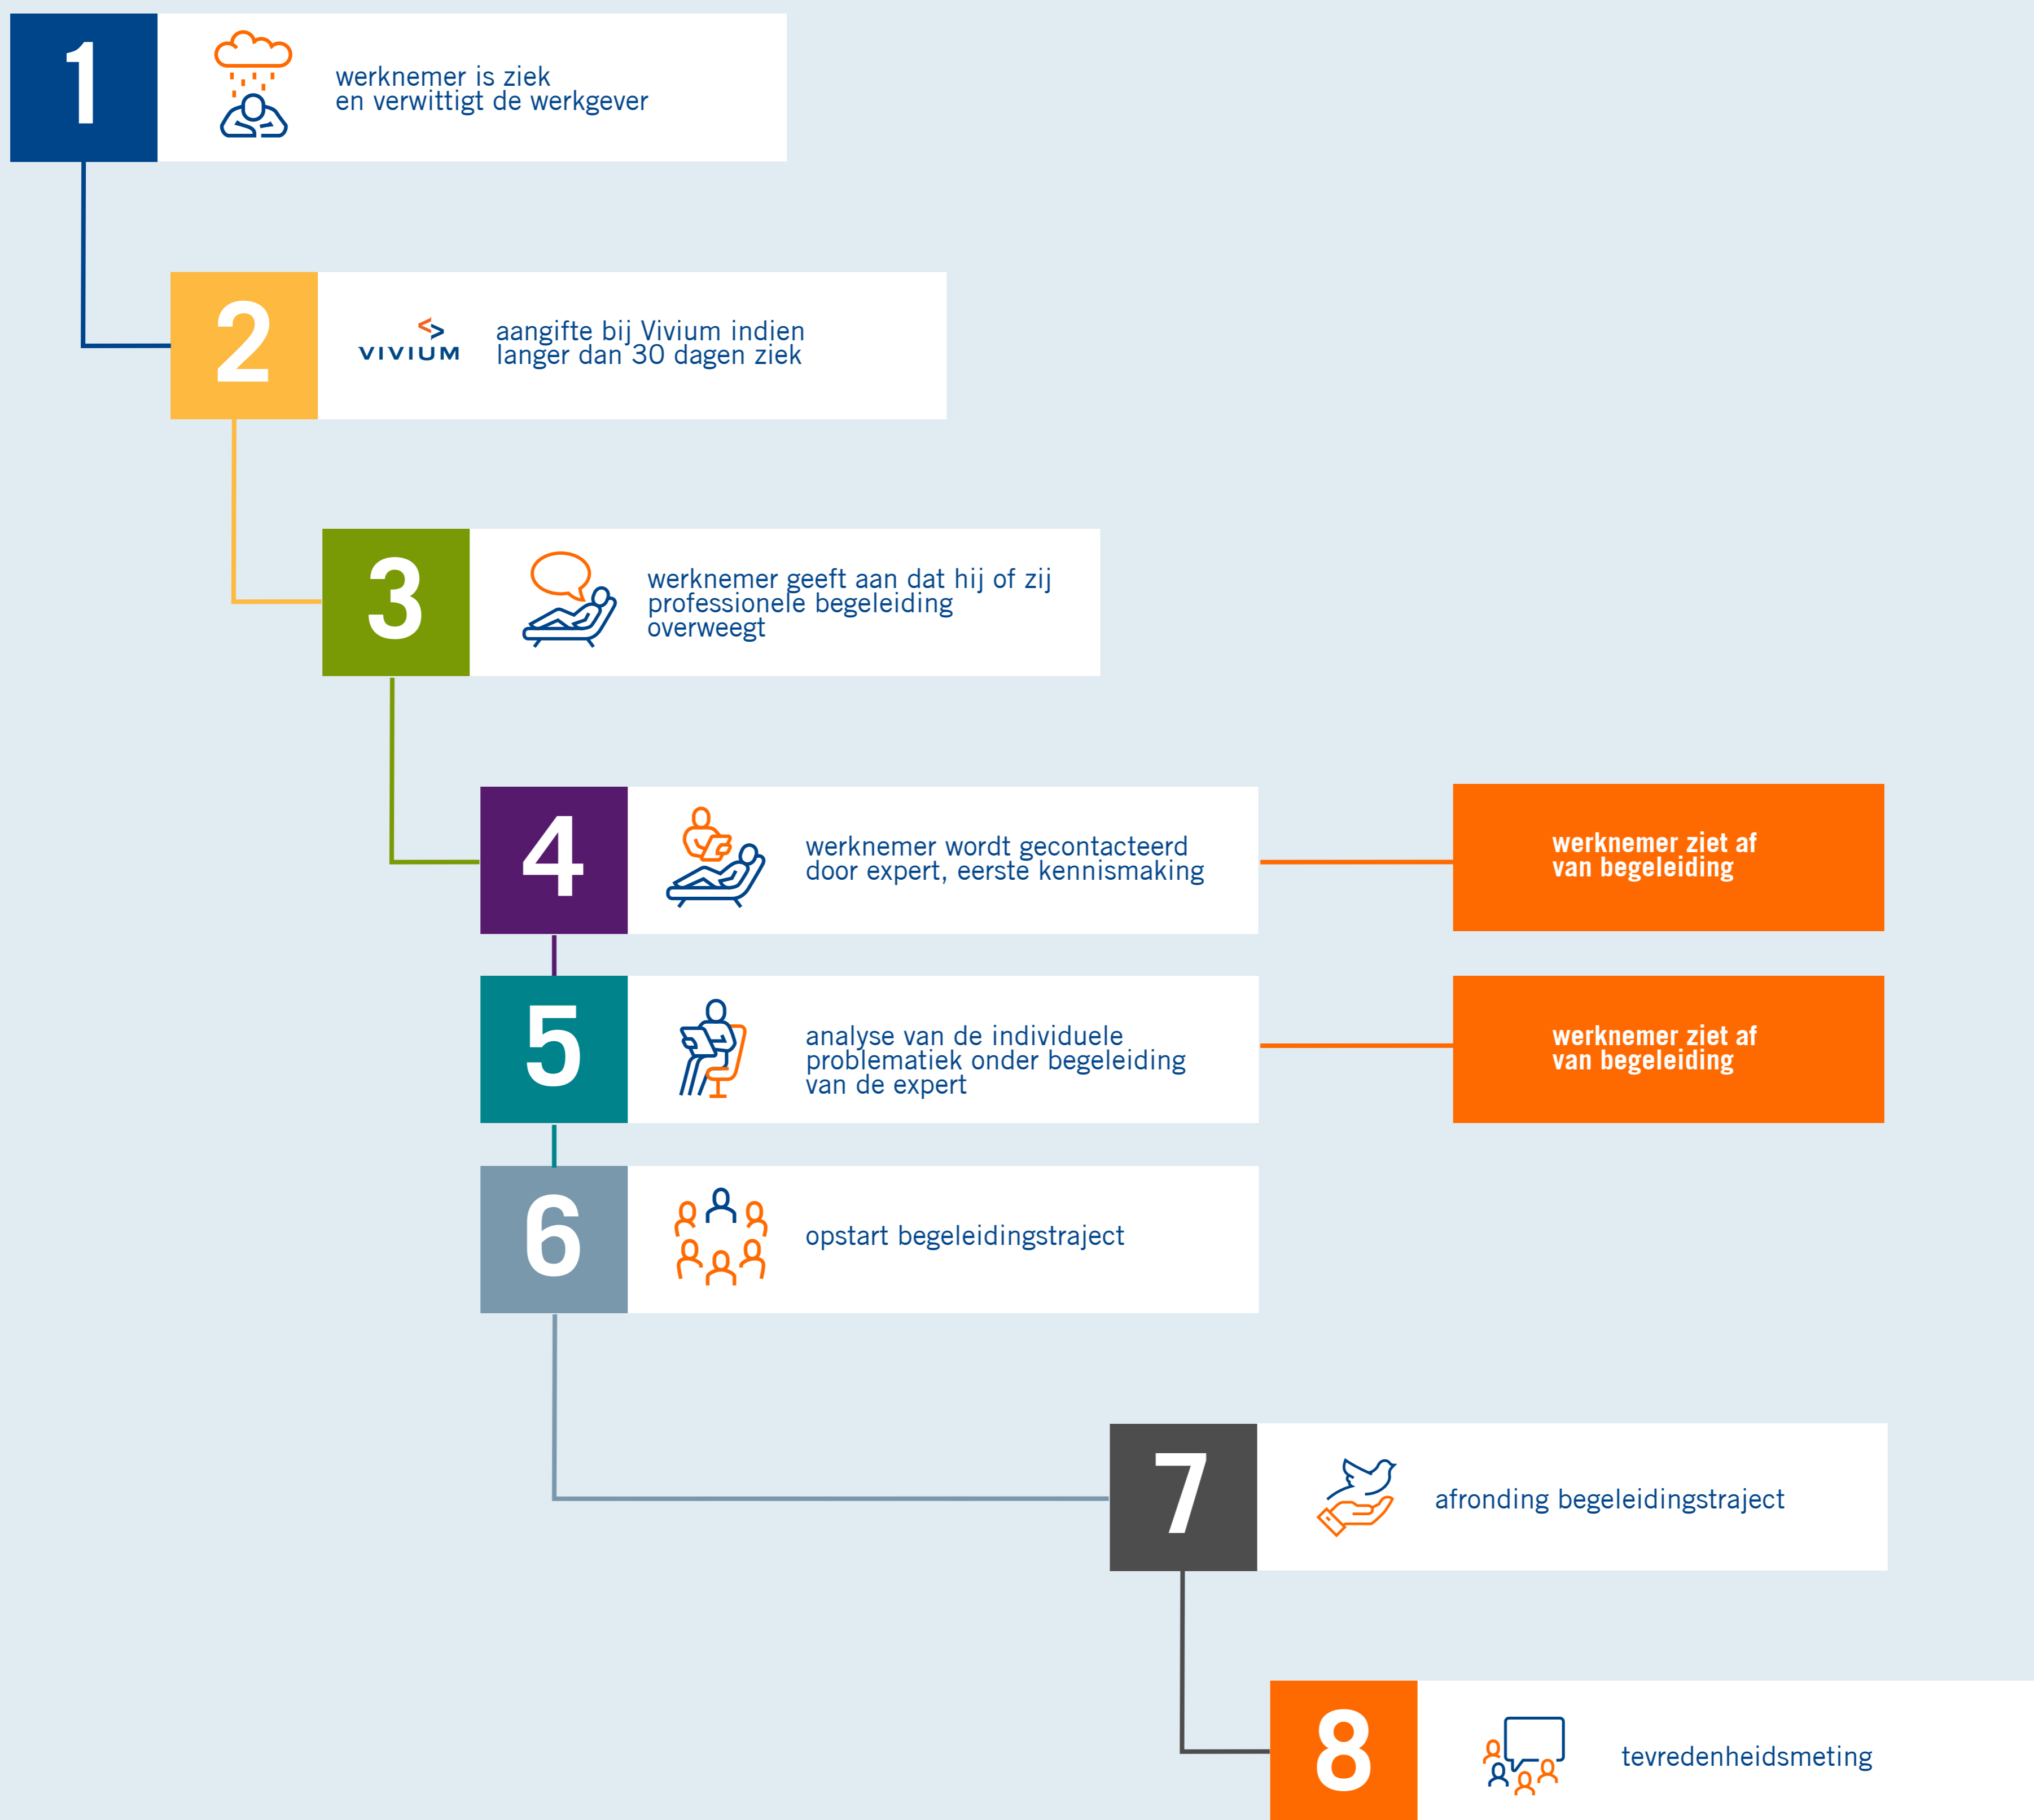 1
werknemer is ziek
en verwittigt de werkgever
2
VIVIUM
aangifte bij Vivium indien
langer dan 30 dagen ziek
3
werknemer geeft aan dat hij of zij
professionele begeleiding
overweegt
4
werknemer wordt gecontacteerd
door expert, eerste kennismaking
werknemer ziet af
van begeleiding
5
analyse van de individuele
problematiek onder begeleiding
van de expert
werknemer ziet af
van begeleiding
6
opstart begeleidingstraject
7
afronding begeleidingstraject
8
tevredenheidsmeting